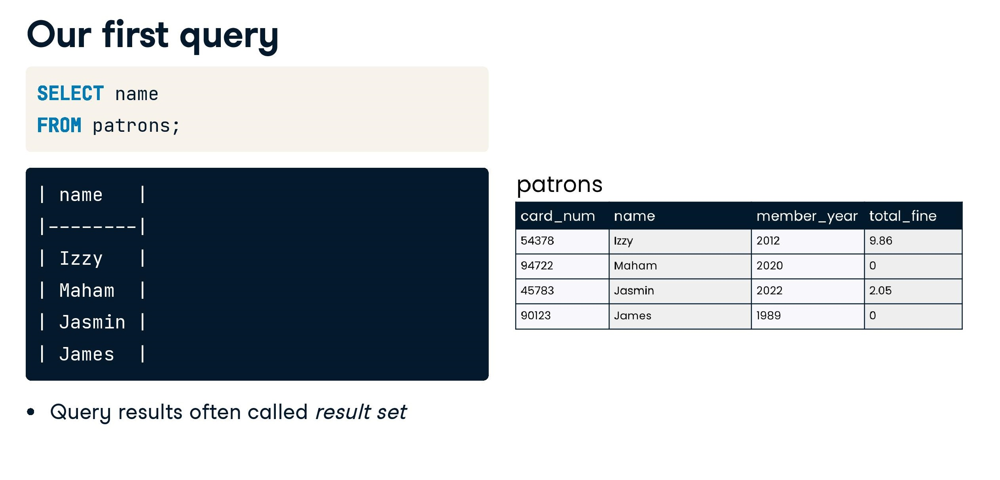 Our first query
SELECT name
FROM patrons;
| name   |
|--------|
| Izzy   |
| Maham  |
| Jasmin |
| James  |
• Query results often called result set
patrons
card_num name member_year total_fine
54378 Izzy 2012 9.86
94722 Maham 2020 0
45783 Jasmin 2022 2.05
90123 James 1989 0